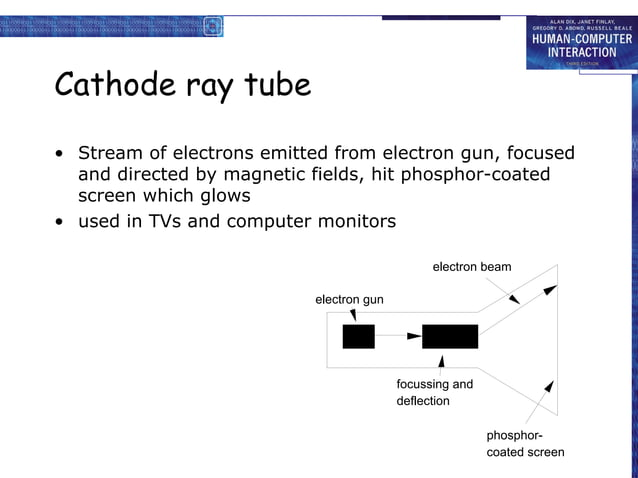 ALAN DIX, JANET FINLAY,
GREGORY D. ABOWD, RUSSELL BEALE
HUMAN-COMPUTER
INTERACTION
THIRD EDITION
Cathode ray tube
• Stream of electrons emitted from electron gun, focused
and directed by magnetic fields, hit phosphor-coated
screen which glows
• used in TVs and computer monitors
electron beam
electron gun
focussing and
deflection
phosphor-
coated screen